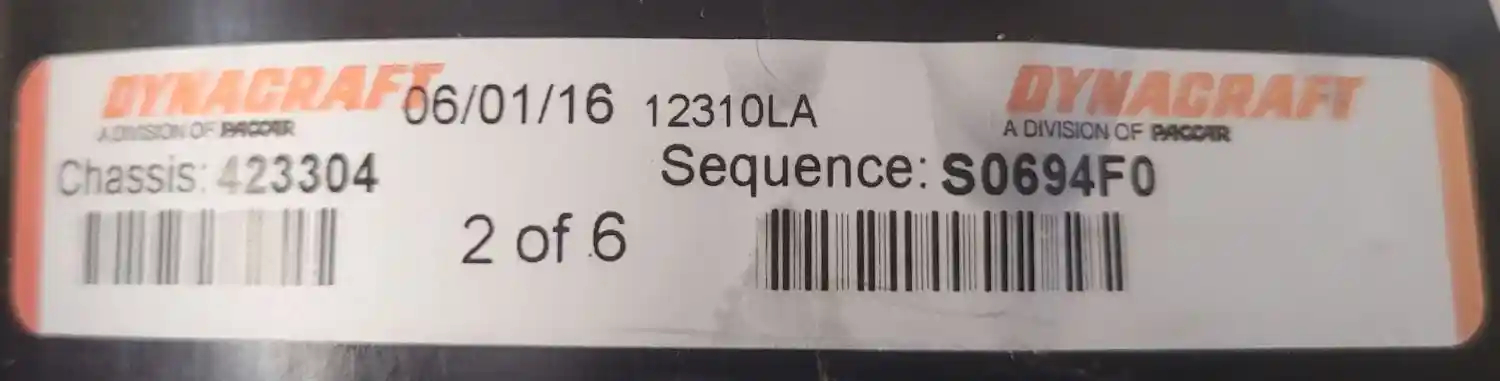 DYNACRAFT 06/01/16 12310LA DYNACRAFT
A DIVISION OF PACCAR A DIVISION OF PACCAR
Chassis: 423304 Sequence: S0694F0
2 of 6